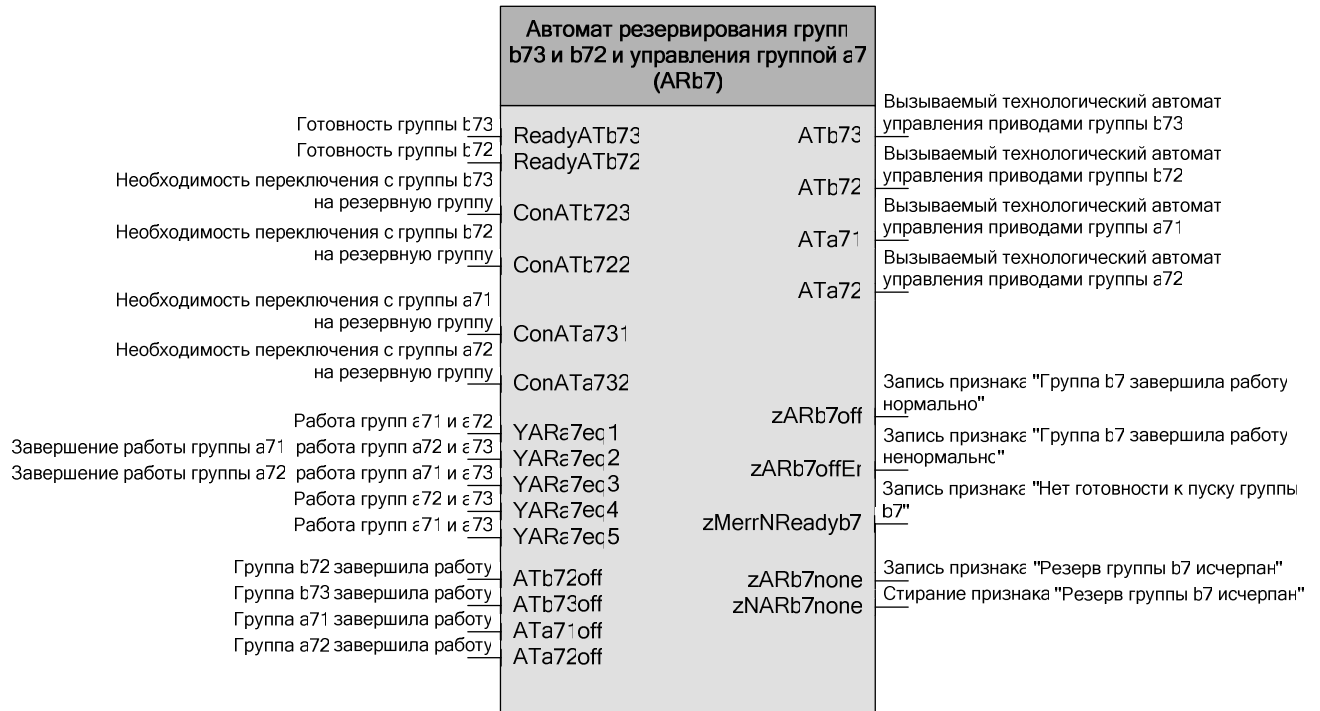 Автомат резервирования групп
b73 и b72 и управления группой a7
(ARb7)
Готовность группы b73
ReadyATb73
Готовность группы b72
ReadyATb72
Необходимость переключения с группы b73
на резервную группу
ConATb723
Необходимость переключения с группы b72
на резервную группу
ConATb722
Необходимость переключения с группы a71
на резервную группу
ConATa731
Необходимость переключения с группы a72
на резервную группу
ConATa732
Работа групп a71 и a72
YARa7eq1
Завершение работы группы a71 работа групп a72 и a73
YARa7eq2
Завершение работы группы a72 работа групп a71 и a73
YARa7eq3
Работа групп a72 и a73
YARa7eq4
Работа групп a71 и a73
YARa7eq5
Группа b72 завершила работу
ATb72off
Группа b73 завершила работу
ATb73off
Группа a71 завершила работу
ATa71off
Группа a72 завершила работу
ATa72off
Вызываемый технологический автомат
управления приводами группы b73
ATb73
Вызываемый технологический автомат
управления приводами группы b72
ATb72
Вызываемый технологический автомат
управления приводами группы a71
ATa71
Вызываемый технологический автомат
управления приводами группы a72
ATa72
Запись признака "Группа b7 завершила работу
нормально"
zARb7off
Запись признака "Группа b7 завершила работу
ненормально"
zARb7offEr
Запись признака "Нет готовности к пуску группы
b7"
zMerrNReadyb7
Запись признака "Резерв группы b7 исчерпан"
zARb7none
Стирание признака "Резерв группы b7 исчерпан"
zNARb7none